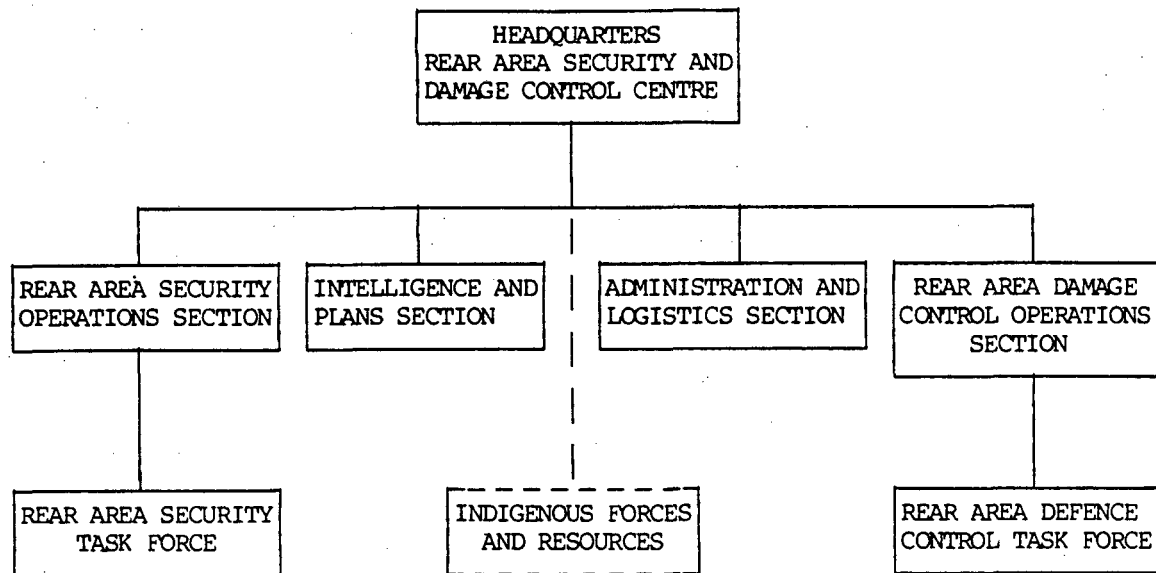 HEADQUARTERS
REAR AREA SECURITY AND
DAMAGE CONTROL CENTRE
REAR AREA SECURITY
OPERATIONS SECTION
INTELLIGENCE AND
PLANS SECTION
ADMINISTRATION AND
LOGISTICS SECTION
REAR AREA DAMAGE
CONTROL OPERATIONS
SECTION
REAR AREA SECURITY
TASK FORCE
INDIGENOUS FORCES
AND RESOURCES
REAR AREA DEFENCE
CONTROL TASK FORCE